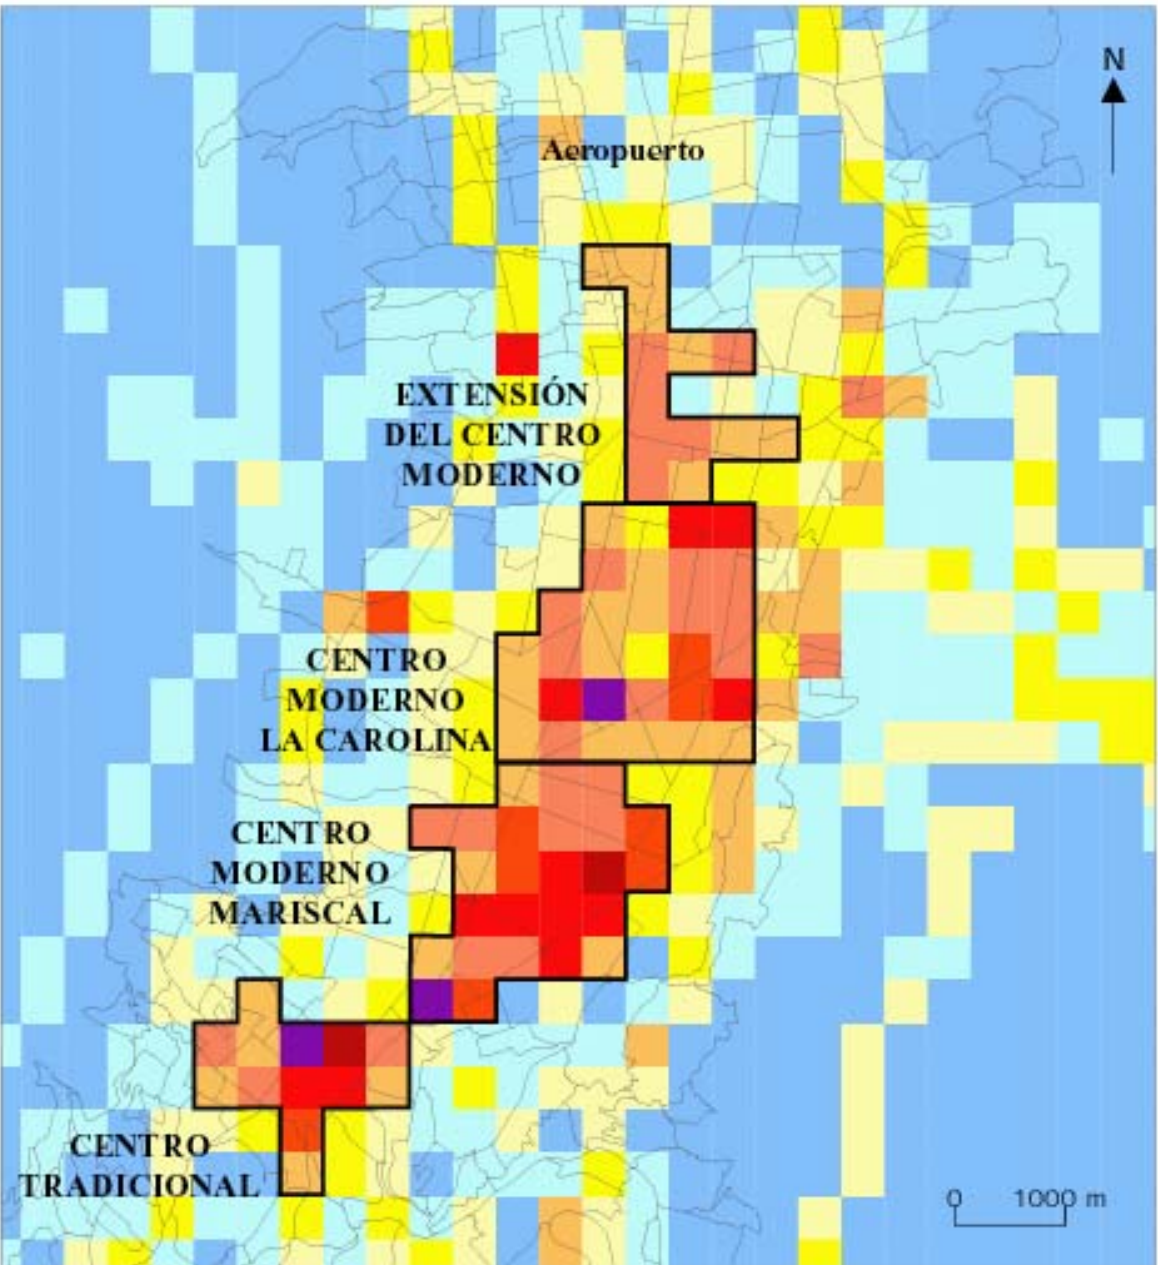 N
Aeropuerto
EXTENSIÓN
DEL CENTRO
MODERNO
CENTRO
MODERNO
LA CAROLINA
CENTRO
MODERNO
MARISCAL
CENTRO
TRADICIONAL
0 1000 m